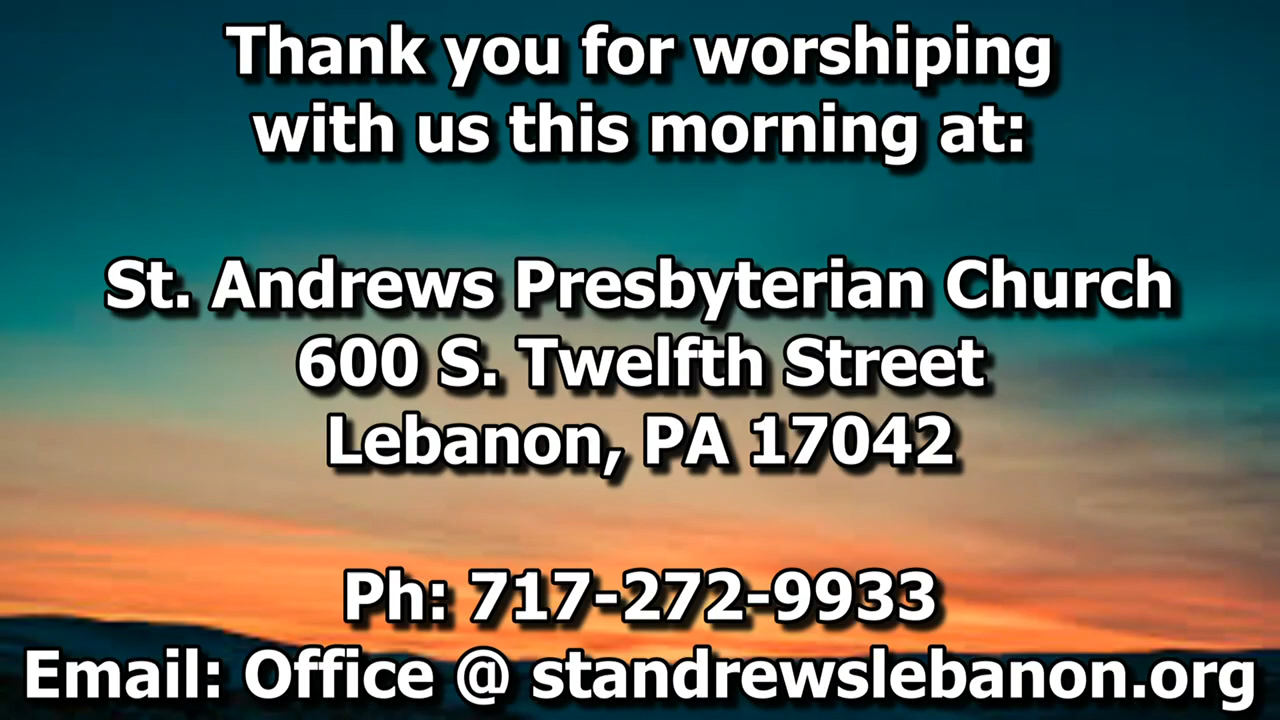 Thank you for worshiping
with us this morning at:
St. Andrews Presbyterian Church
600 S. Twelfth Street
Lebanon, PA 17042
Ph: 717-272-9933
Email: Office @ standrewslebanon.org